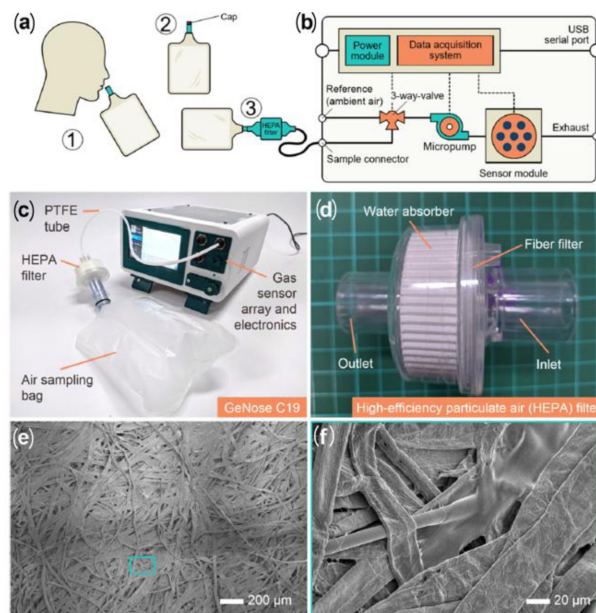 (a)
Cap
①
②
③
HEPA
filter
(b)
USB
serial port
Power
module
Data acquisition
system
Reference
(ambient air)
3-way-valve
Exhaust
Sample connector
Micropump
Sensor module
(c)
PTFE
tube
HEPA
filter
Gas
sensor
array and
electronics
Air sampling
bag
GeNose C19
(d)
Water absorber
Fiber filter
Outlet
Inlet
High-efficiency particulate air (HEPA) filte
(e)
200 µm
(f)
20 µm